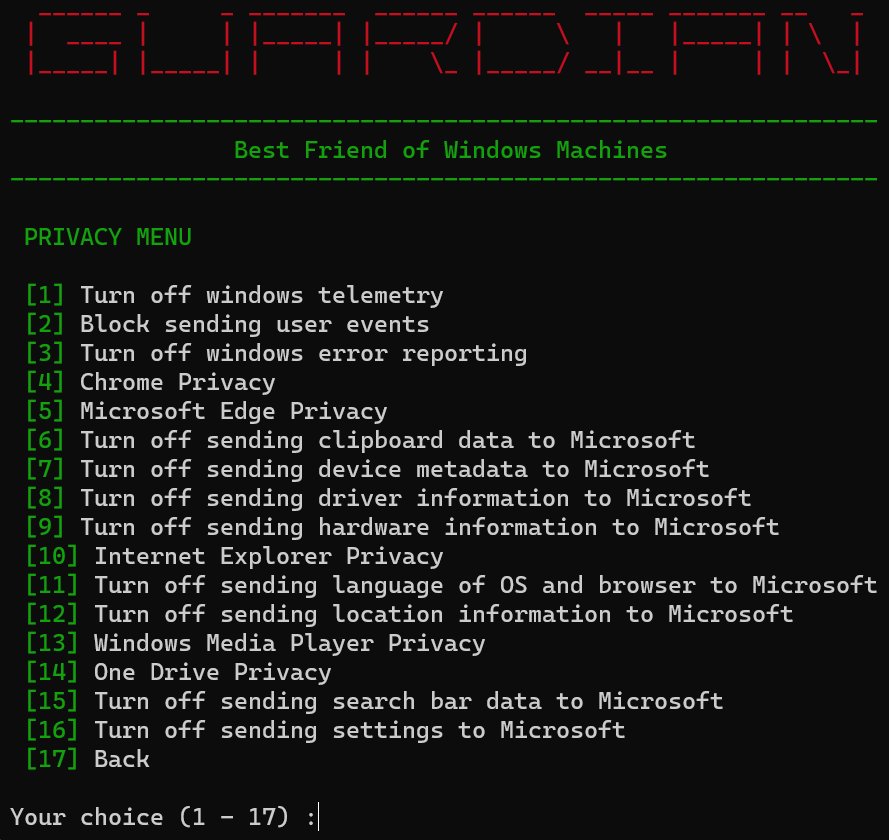 GUARDIAN
Best Friend of Windows Machines
PRIVACY MENU
[1] Turn off windows telemetry
[2] Block sending user events
[3] Turn off windows error reporting
[4] Chrome Privacy
[5] Microsoft Edge Privacy
[6] Turn off sending clipboard data to Microsoft
[7] Turn off sending device metadata to Microsoft
[8] Turn off sending driver information to Microsoft
[9] Turn off sending hardware information to Microsoft
[10] Internet Explorer Privacy
[11] Turn off sending language of OS and browser to Microsoft
[12] Turn off sending location information to Microsoft
[13] Windows Media Player Privacy
[14] One Drive Privacy
[15] Turn off sending search bar data to Microsoft
[16] Turn off sending settings to Microsoft
[17] Back
Your choice (1 - 17) :